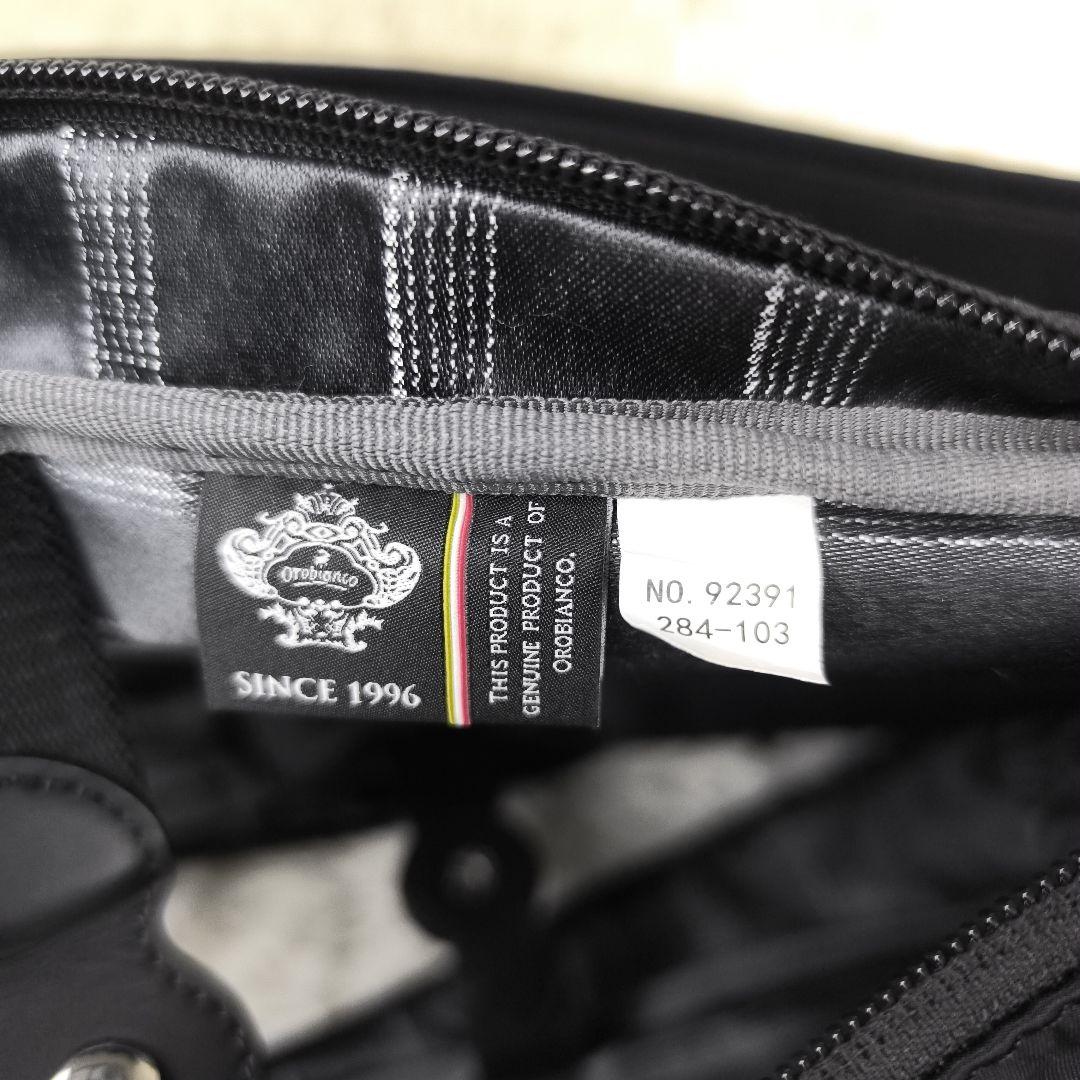 Orobianco
SINCE 1996
THIS PRODUCT IS A
GENUINE PRODUCT OF
OROBIANCO.
NO. 92391
284-103